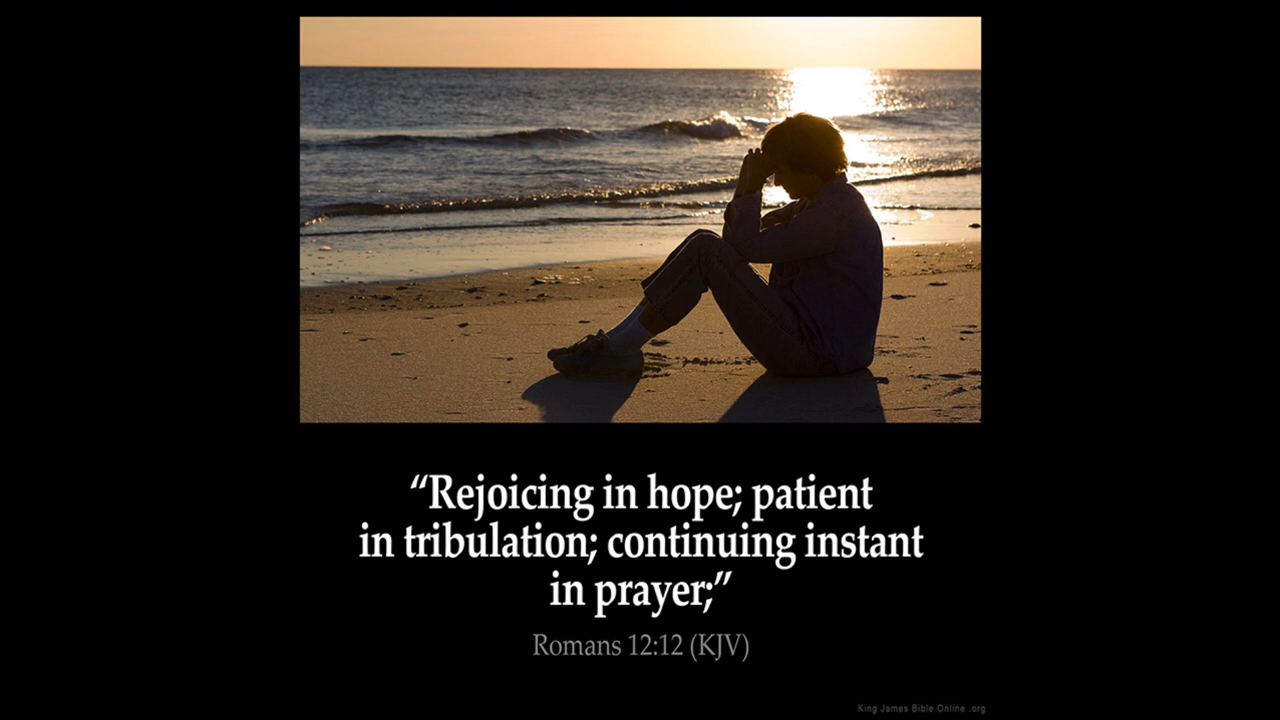 “Rejoicing in hope; patient
in tribulation; continuing instant
in prayer;”
Romans 12:12 (KJV)
King James Bible Online .org